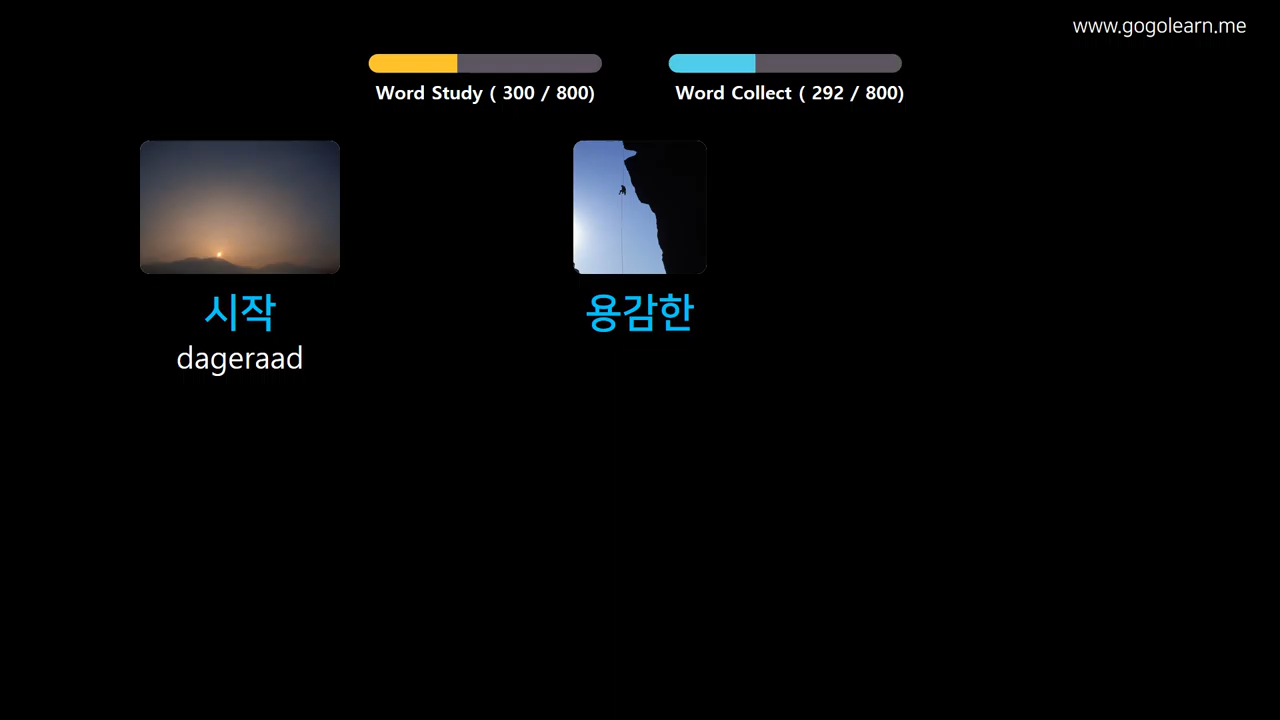 www.gogolearn.me
Word Study ( 300 / 800)
Word Collect ( 292 / 800)
시작
용감한
dageraad